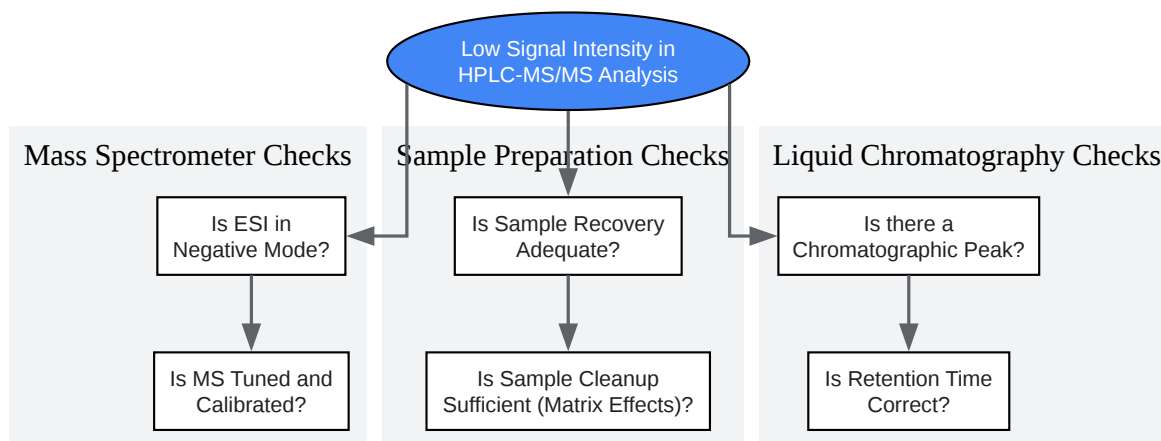 Low Signal Intensity in
HPLC-MS/MS Analysis
Mass Spectrometer Checks
Sample Preparation Checks
Liquid Chromatography Checks
Is ESI in
Negative Mode?
Is Sample Recovery
Adequate?
Is there a
Chromatographic Peak?
Is MS Tuned and
Calibrated?
Is Sample Cleanup
Sufficient (Matrix Effects)?
Is Retention Time
Correct?